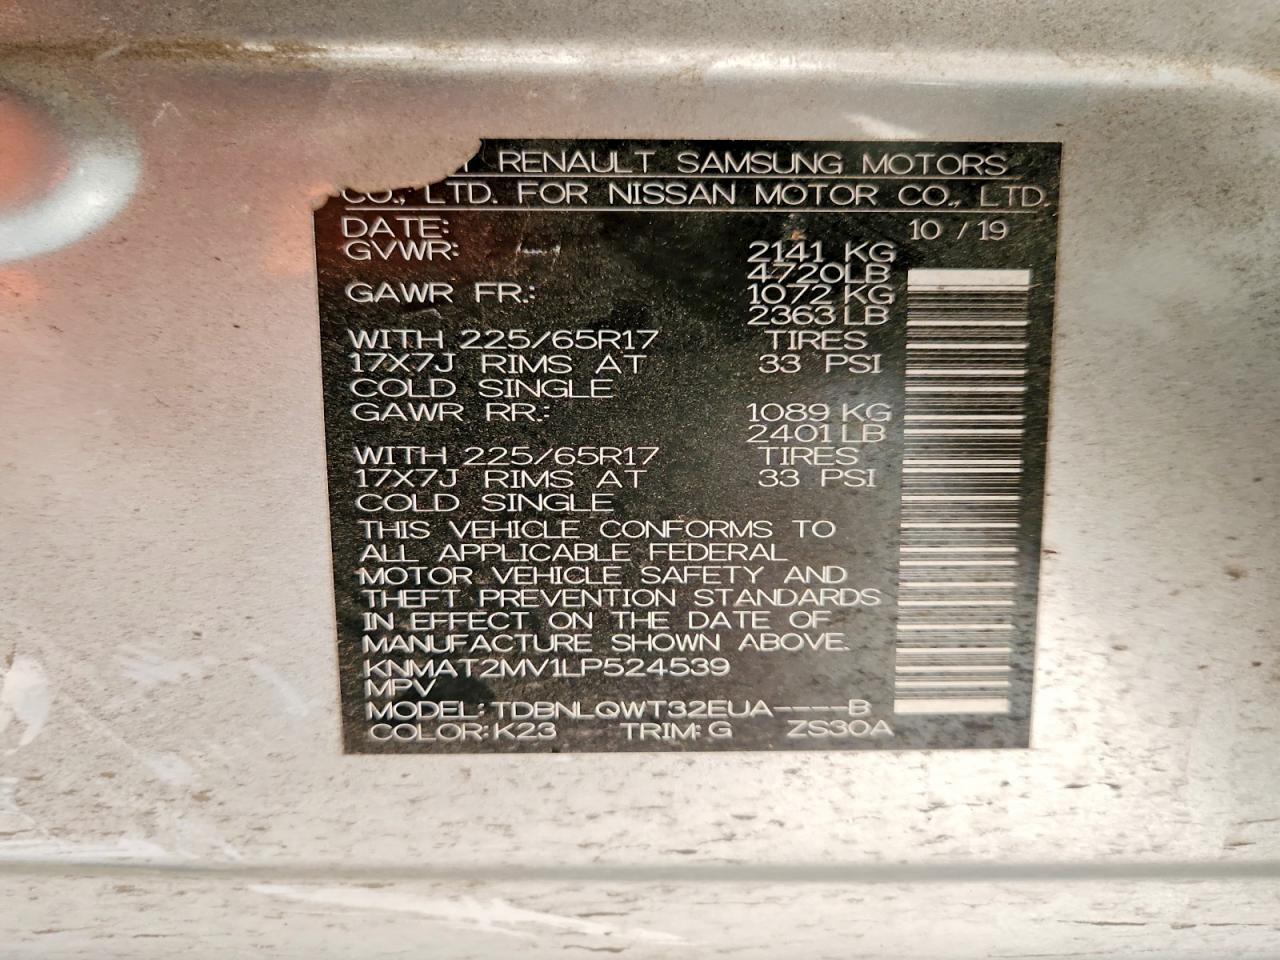 RENAULT SAMSUNG MOTORS
CO., LTD. FOR NISSAN MOTOR CO., LTD.
DATE: 10 / 19
GVWR: 2141 KG
4720LB
GAWR FR.: 1072 KG
2363 LB
WITH 225/65R17 TIRES
17X7J RIMS AT 33 PSI
COLD SINGLE
GAWR RR.: 1089 KG
2401 LB
WITH 225/65R17 TIRES
17X7J RIMS AT 33 PSI
COLD SINGLE
THIS VEHICLE CONFORMS TO
ALL APPLICABLE FEDERAL
MOTOR VEHICLE SAFETY AND
THEFT PREVENTION STANDARDS
IN EFFECT ON THE DATE OF
MANUFACTURE SHOWN ABOVE.
KNMAT2MV1LP524539
MPV
MODEL: TDBNLQWT32EUA----B
COLOR: K23 TRIM: G ZS30A